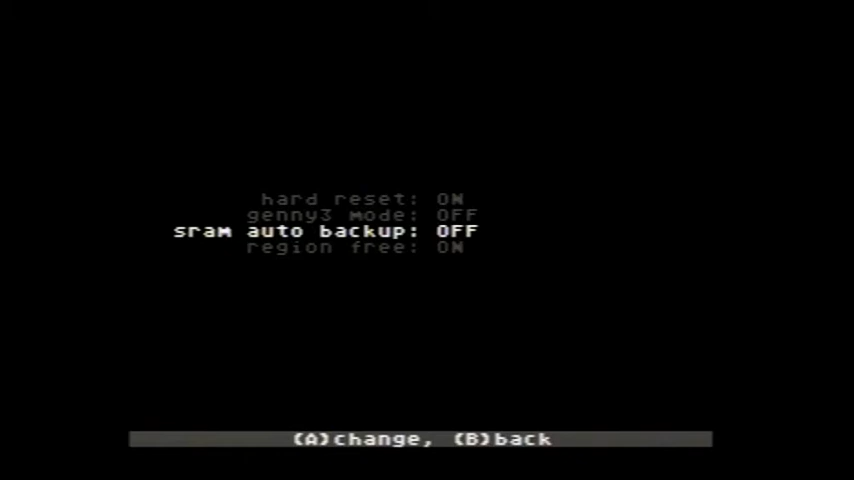 hard reset: ON
genny3 mode: OFF
sram auto backup: OFF
region free: ON
(A)change, (B)back